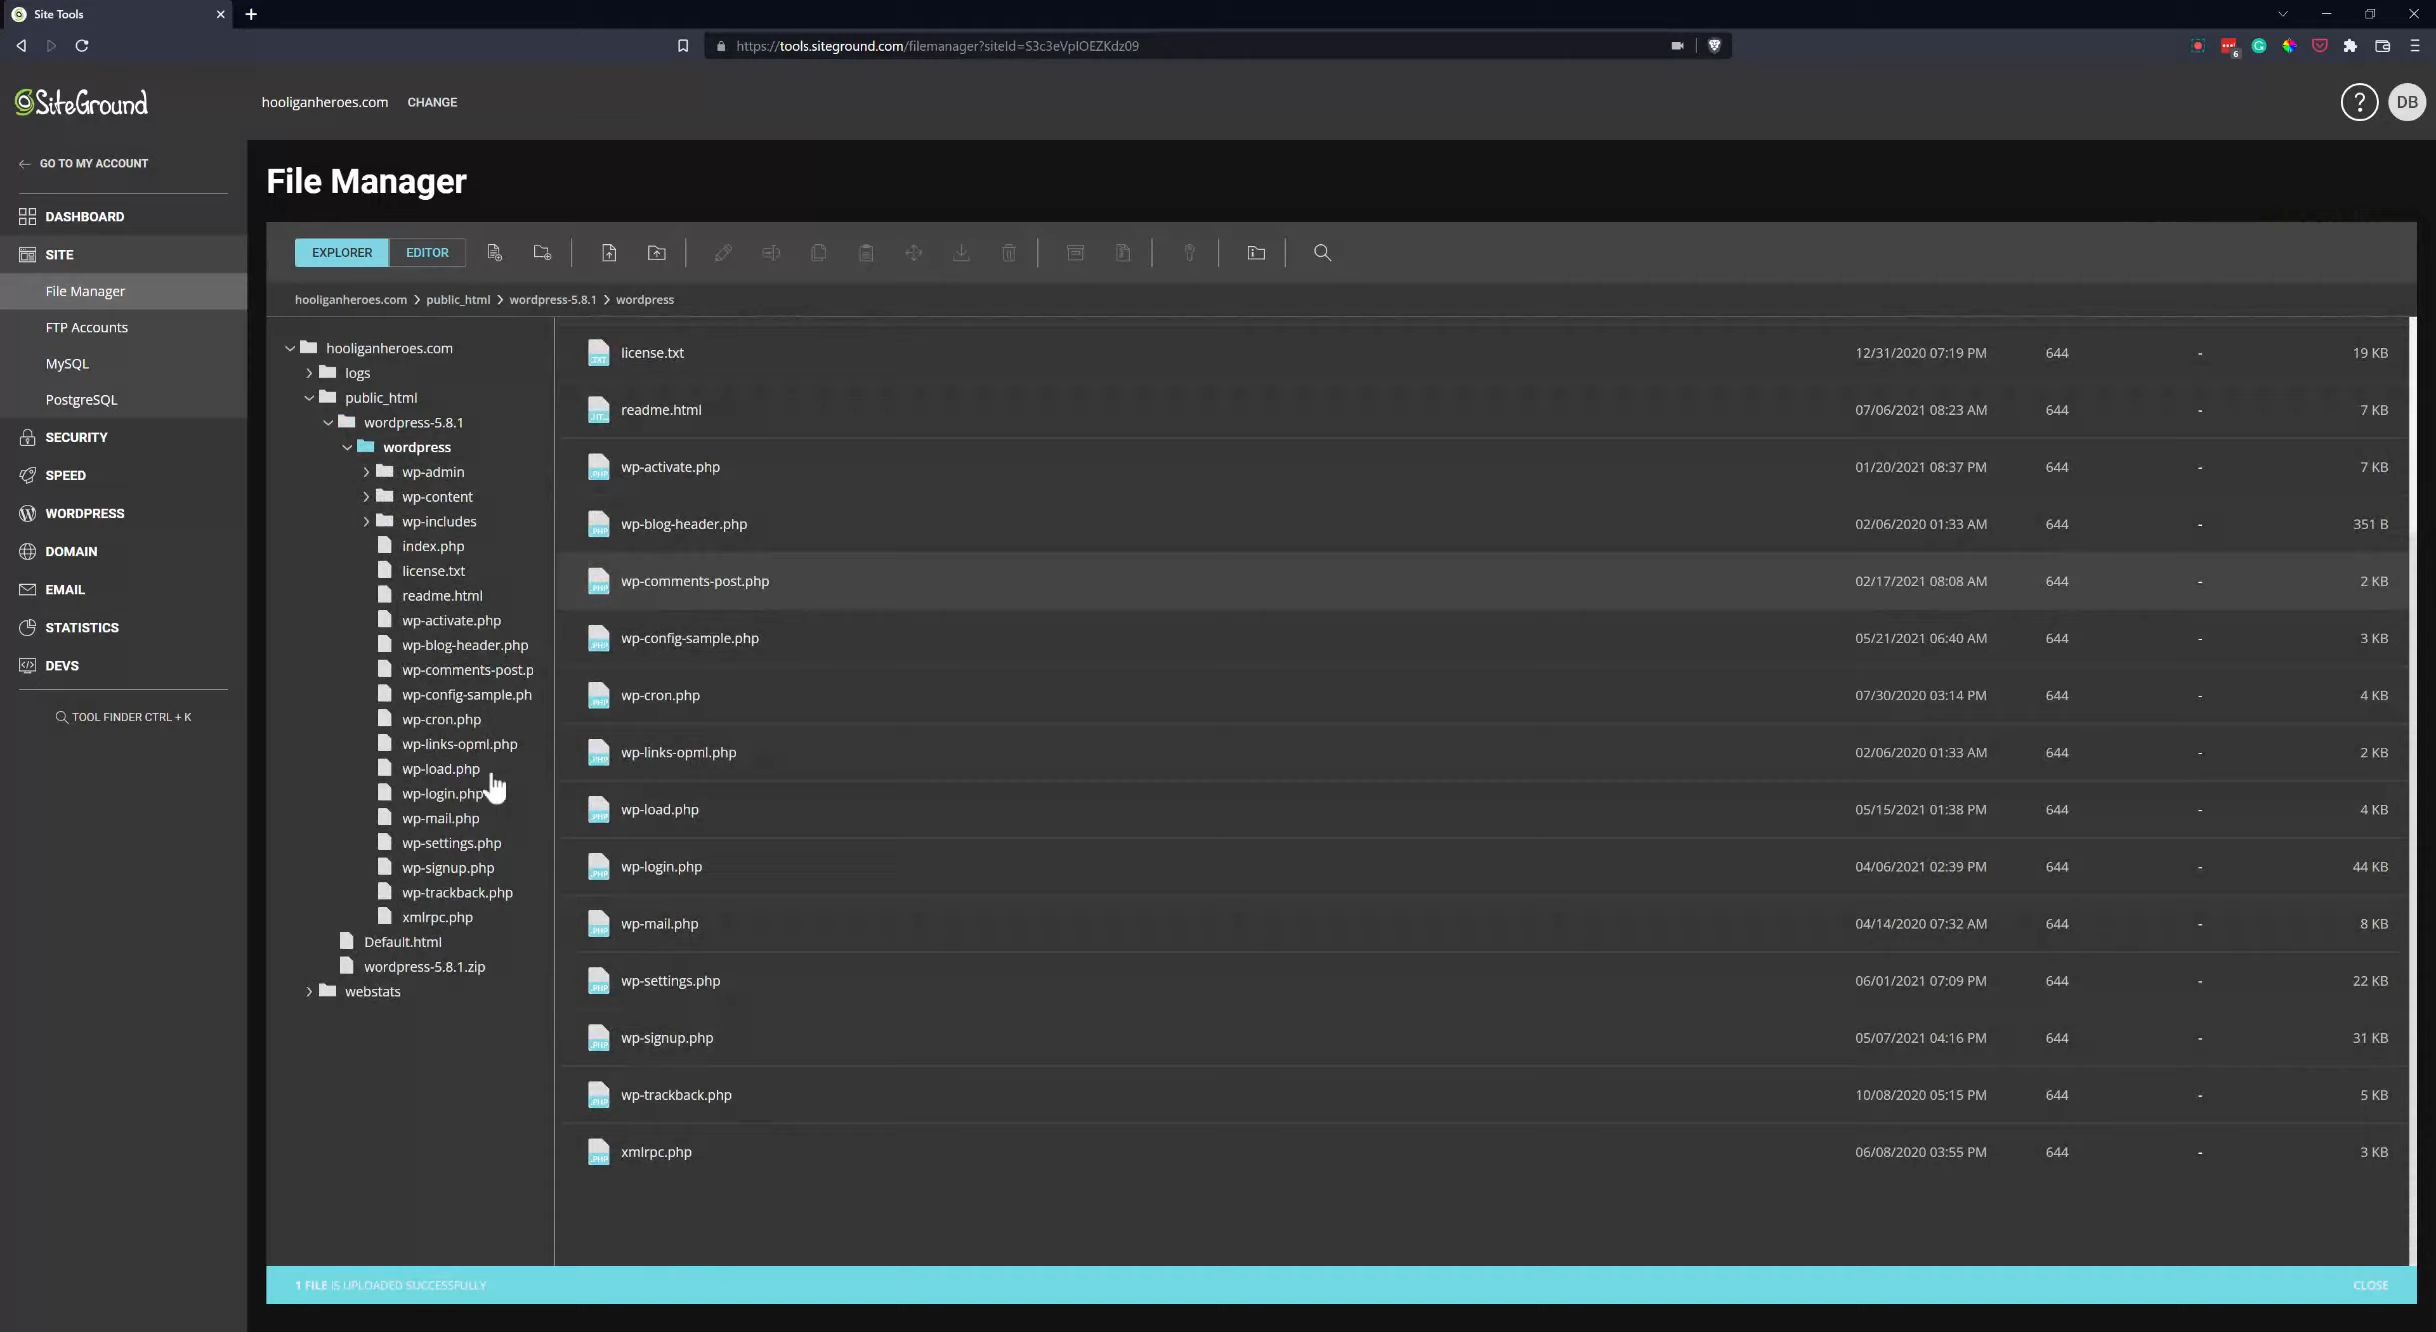 Site Tools
https://tools.siteground.com/filemanager?siteId=S3c3eVpIOEZKdz09
6
SiteGround
hooliganheroes.com CHANGE
?
DB
GO TO MY ACCOUNT
DASHBOARD
SITE
File Manager
FTP Accounts
MySQL
PostgreSQL
SECURITY
SPEED
WORDPRESS
DOMAIN
EMAIL
STATISTICS
DEVS
TOOL FINDER CTRL + K
File Manager
EXPLORER EDITOR
hooliganheroes.com > public_html > wordpress-5.8.1 > wordpress
hooliganheroes.com
logs
public_html
wordpress-5.8.1
wordpress
wp-admin
wp-content
wp-includes
index.php
license.txt
readme.html
wp-activate.php
wp-blog-header.php
wp-comments-post.p
wp-config-sample.ph
wp-cron.php
wp-links-opml.php
wp-load.php
wp-login.php
wp-mail.php
wp-settings.php
wp-signup.php
wp-trackback.php
xmlrpc.php
Default.html
wordpress-5.8.1.zip
webstats
license.txt 12/31/2020 07:19 PM 644 - 19 KB
readme.html 07/06/2021 08:23 AM 644 - 7 KB
wp-activate.php 01/20/2021 08:37 PM 644 - 7 KB
wp-blog-header.php 02/06/2020 01:33 AM 644 - 351 B
wp-comments-post.php 02/17/2021 08:08 AM 644 - 2 KB
wp-config-sample.php 05/21/2021 06:40 AM 644 - 3 KB
wp-cron.php 07/30/2020 03:14 PM 644 - 4 KB
wp-links-opml.php 02/06/2020 01:33 AM 644 - 2 KB
wp-load.php 05/15/2021 01:38 PM 644 - 4 KB
wp-login.php 04/06/2021 02:39 PM 644 - 44 KB
wp-mail.php 04/14/2020 07:32 AM 644 - 8 KB
wp-settings.php 06/01/2021 07:09 PM 644 - 22 KB
wp-signup.php 05/07/2021 04:16 PM 644 - 31 KB
wp-trackback.php 10/08/2020 05:15 PM 644 - 5 KB
xmlrpc.php 06/08/2020 03:55 PM 644 - 3 KB
1 FILE IS UPLOADED SUCCESSFULLY CLOSE